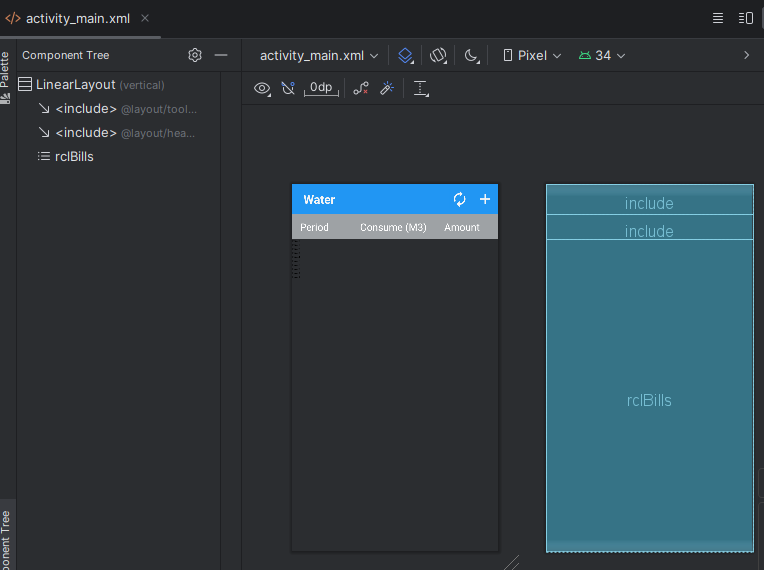 </> activity_main.xml
Palette
Component Tree
activity_main.xml
Pixel
34
LinearLayout (vertical)
0dp
<include> @layout/tool...
<include> @layout/hea...
rclBills
Water
Period Consume (M3) Amount
include
include
rclBills
ponent Tree